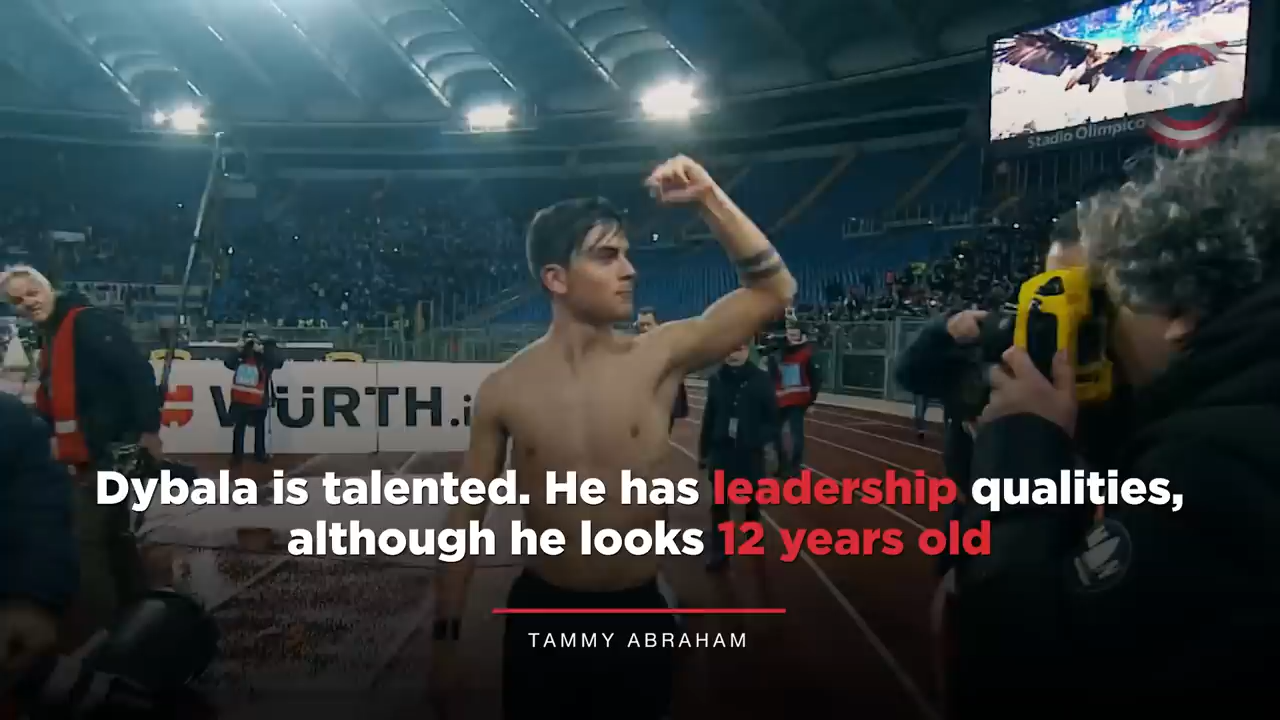 Stadio Olimpico
WÜRTH.i
Dybala is talented. He has leadership qualities,
although he looks 12 years old
TAMMY ABRAHAM